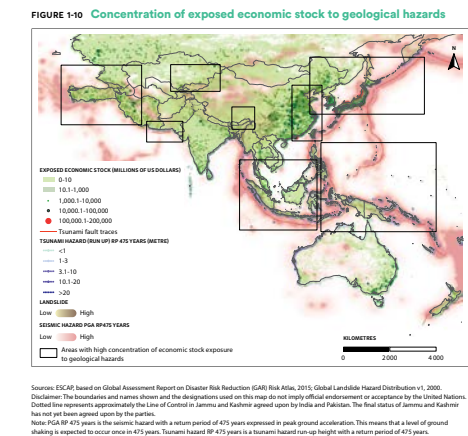 FIGURE 1-10 Concentration of exposed economic stock to geological hazards
N
EXPOSED ECONOMIC STOCK (MILLIONS OF US DOLLARS)
0-10
10.1-1,000
1,000.1-10,000
10,000.1-100,000
100,000.1-200,000
Tsunami fault traces
TSUNAMI HAZARD (RUN UP) RP 475 YEARS (METRE)
<1
1-3
3.1-10
10.1-20
>20
LANDSLIDE
Low High
SEISMIC HAZARD PGA RP475 YEARS
Low High
Areas with high concentration of economic stock exposure
to geological hazards
KILOMETRES
0 2 000 4 000
Sources: ESCAP, based on Global Assessment Report on Disaster Risk Reduction (GAR) Risk Atlas, 2015; Global Landslide Hazard Distribution v1, 2000.
Disclaimer: The boundaries and names shown and the designations used on this map do not imply official endorsement or acceptance by the United Nations.
Dotted line represents approximately the Line of Control in Jammu and Kashmir agreed upon by India and Pakistan. The final status of Jammu and Kashmir
has not yet been agreed upon by the parties.
Note: PGA RP 475 years is the seismic hazard with a return period of 475 years expressed in peak ground acceleration. This means that a level of ground
shaking is expected to occur once in 475 years. Tsunami hazard RP 475 years is a tsunami hazard run-up height with a return period of 475 years.